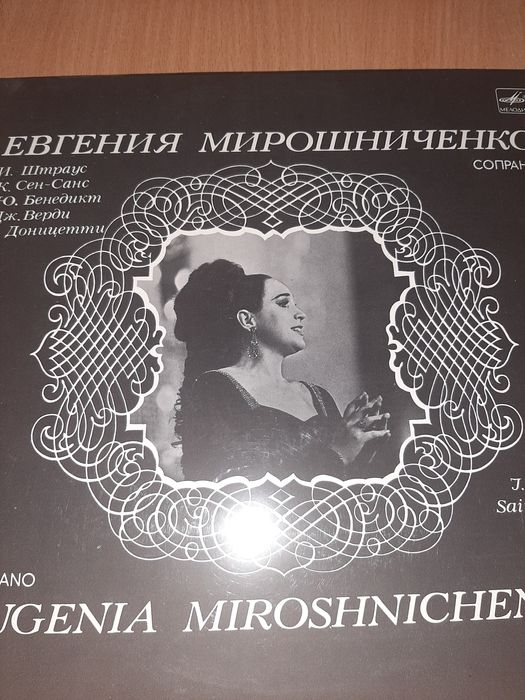 МЕЛОДИЯ
ЕВГЕНИЯ МИРОШНИЧЕНКО
СОПРАН
И. Штраус
К. Сен-Санс
Ю. Бенедикт
Дж. Верди
Доницетти
J.
Sai
ANO
UGENIA MIROSHNICHEN